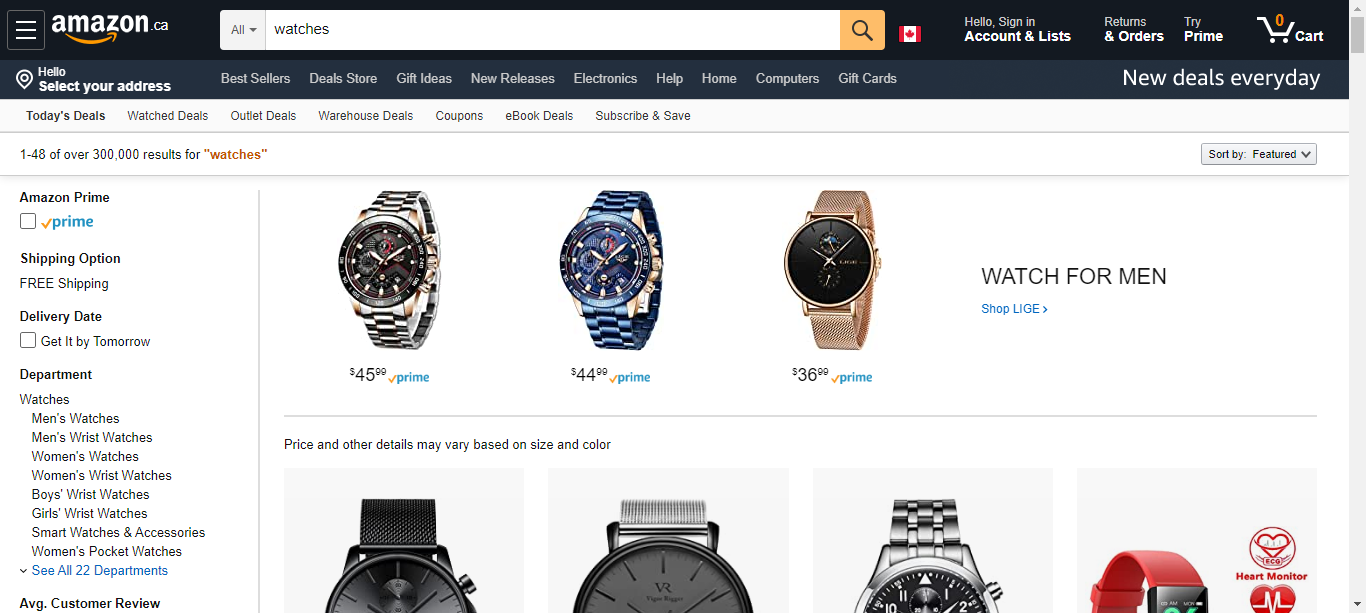 amazon.ca
All
watches
Hello, Sign in
Account & Lists
Returns
& Orders
Try
Prime
0
Cart
Hello
Select your address
Best Sellers
Deals Store
Gift Ideas
New Releases
Electronics
Help
Home
Computers
Gift Cards
New deals everyday
Today's Deals
Watched Deals
Outlet Deals
Warehouse Deals
Coupons
eBook Deals
Subscribe & Save
1-48 of over 300,000 results for "watches"
Sort by: Featured
Amazon Prime
prime
Shipping Option
FREE Shipping
Delivery Date
Get It by Tomorrow
Department
Watches
Men's Watches
Men's Wrist Watches
Women's Watches
Women's Wrist Watches
Boys' Wrist Watches
Girls' Wrist Watches
Smart Watches & Accessories
Women's Pocket Watches
See All 22 Departments
Avg. Customer Review
LIGE
$45.99 prime
$44.99 prime
$36.99 prime
WATCH FOR MEN
Shop LIGE ›
Price and other details may vary based on size and color
VR
12
ECG
Heart Monitor